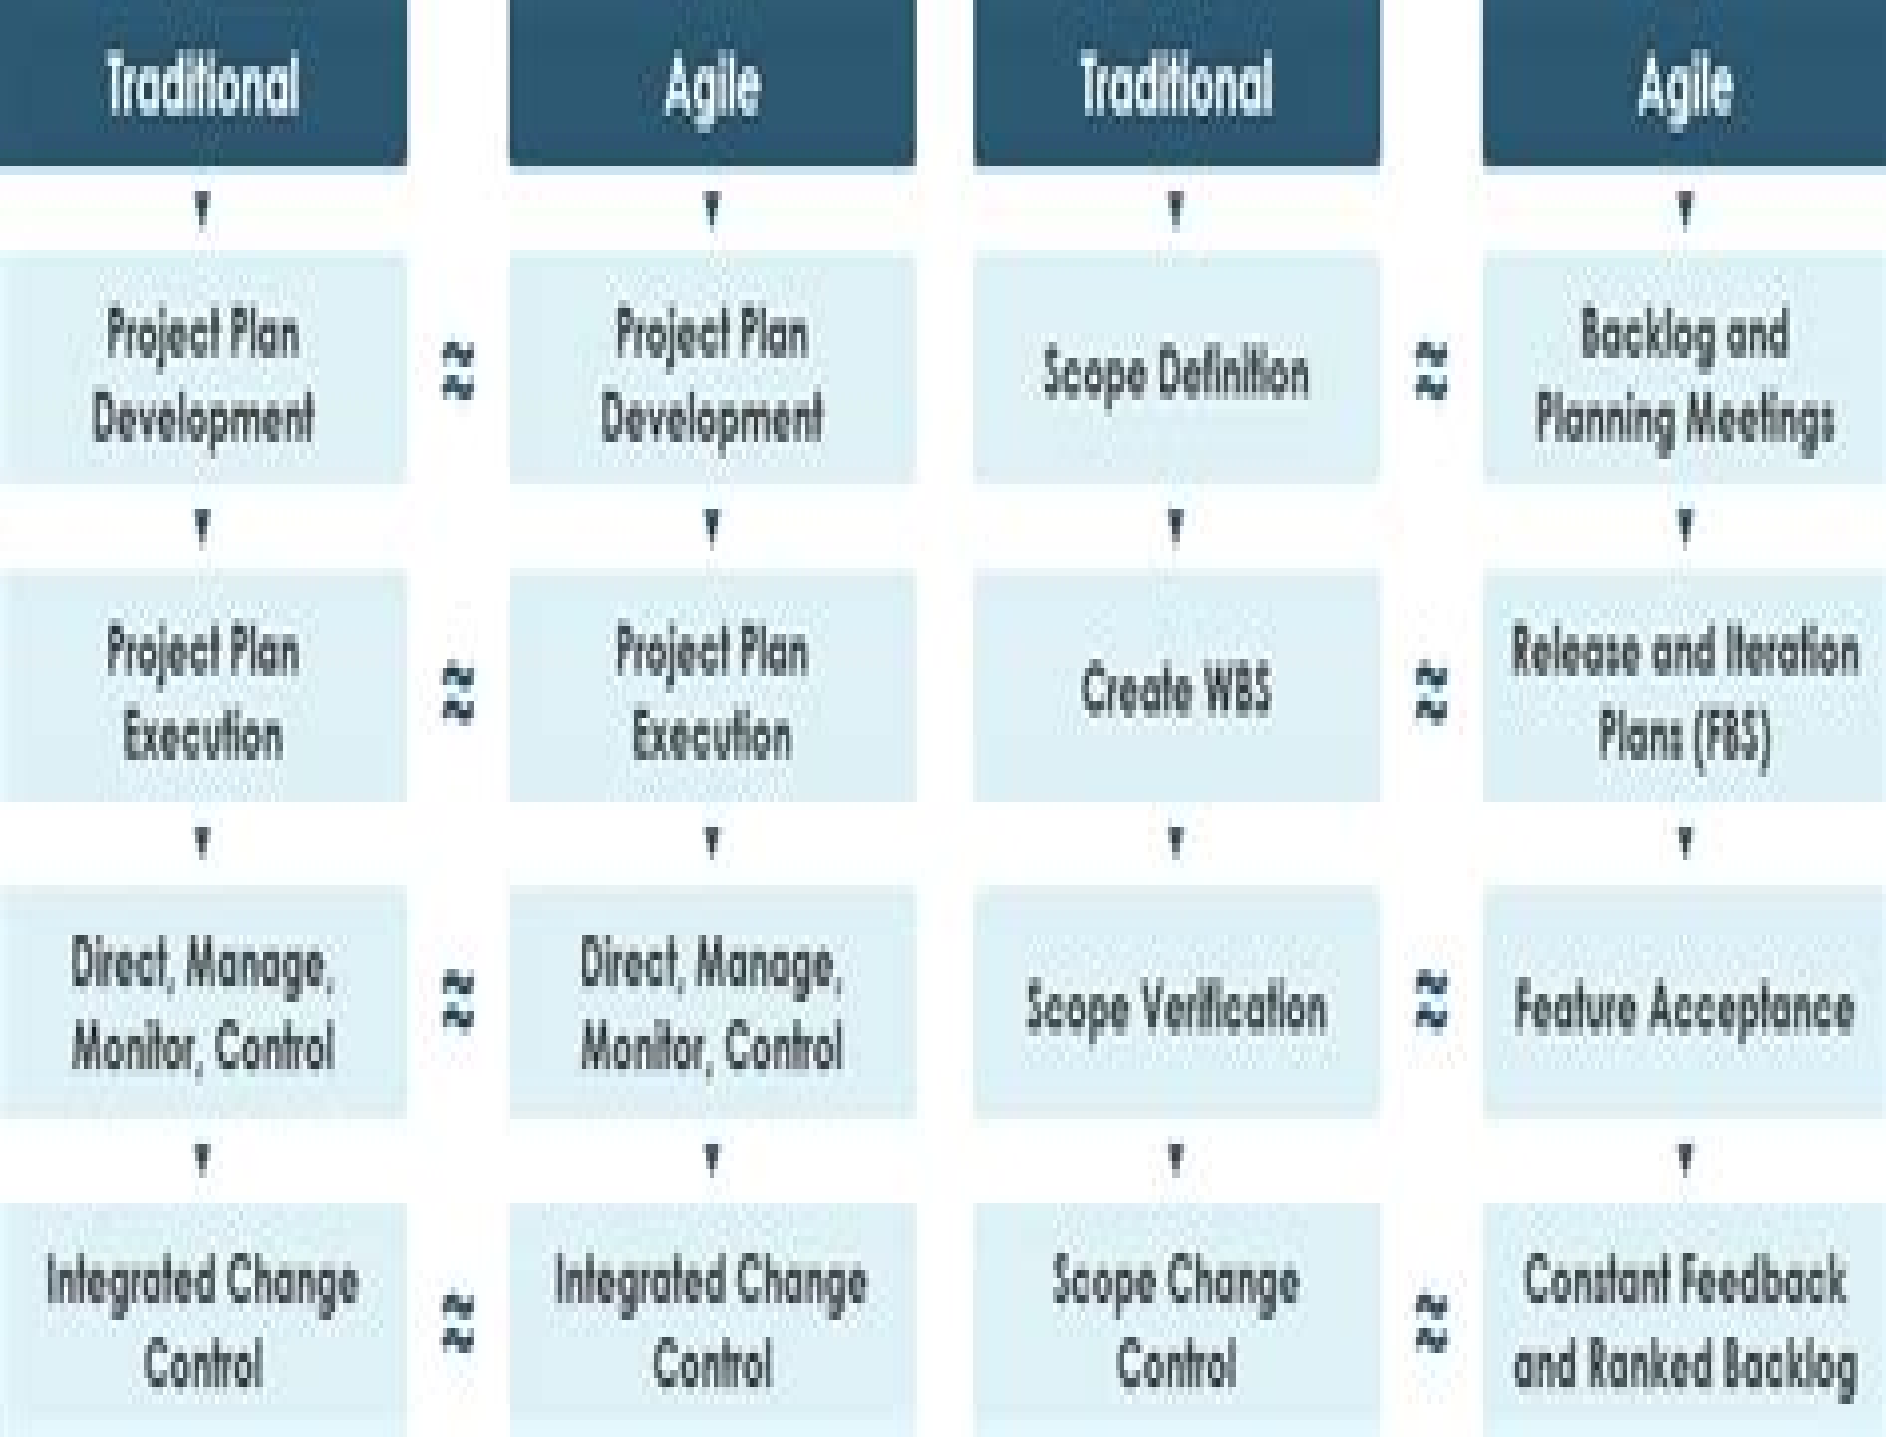 Traditional
Project Plan
Development
Project Plan
Execution
Direct, Manage,
Monitor, Control
Integrated Change
Control
Agile
Project Plan
Development
Project Plan
Execution
Direct, Manage,
Monitor, Control
Integrated Change
Control
Traditional
Scope Definition
Create WBS
Scope Verification
Scope Change
Control
Agile
Backlog and
Planning Meetings
Release and Iteration
Plans (FBS)
Feature Acceptance
Constant Feedback
and Ranked Backlog